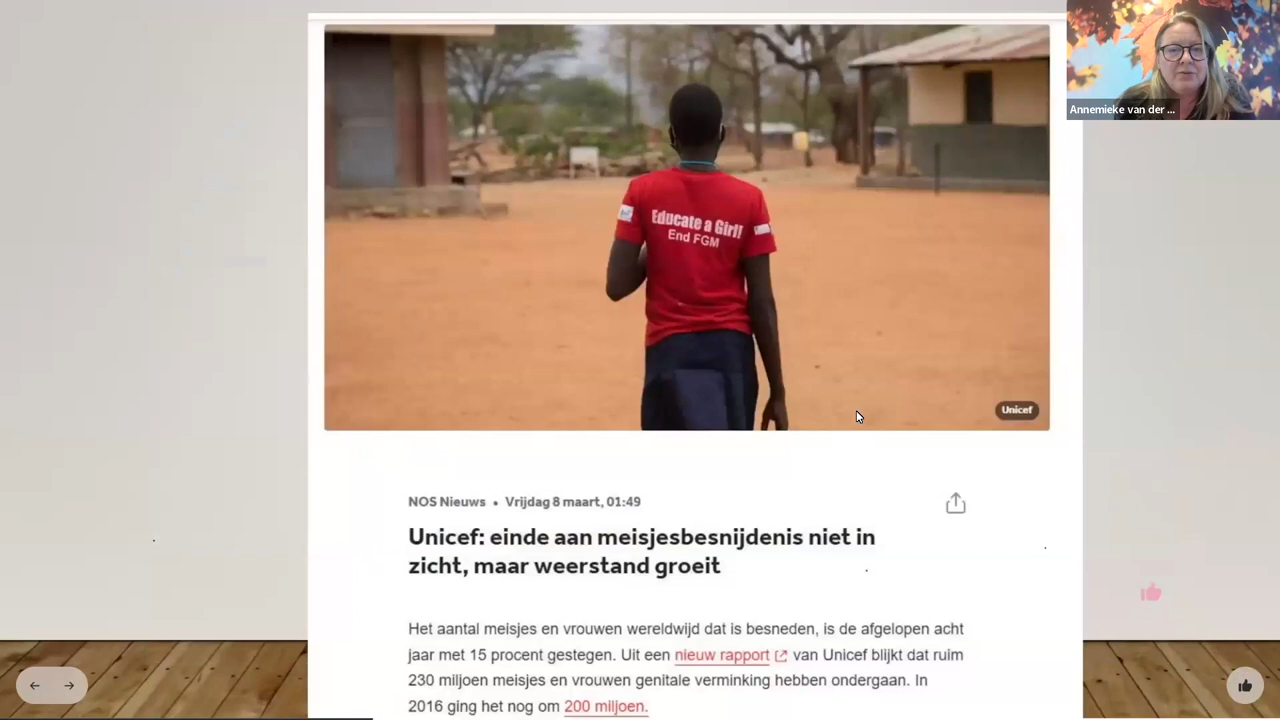 Annemieke van der ...
Educate a Girl!
End FGM
Unicef
NOS Nieuws • Vrijdag 8 maart, 01:49
Unicef: einde aan meisjesbesnijdenis niet in
zicht, maar weerstand groeit
Het aantal meisjes en vrouwen wereldwijd dat is besneden, is de afgelopen acht
jaar met 15 procent gestegen. Uit een nieuw rapport van Unicef blijkt dat ruim
230 miljoen meisjes en vrouwen genitale verminking hebben ondergaan. In
2016 ging het nog om 200 miljoen.